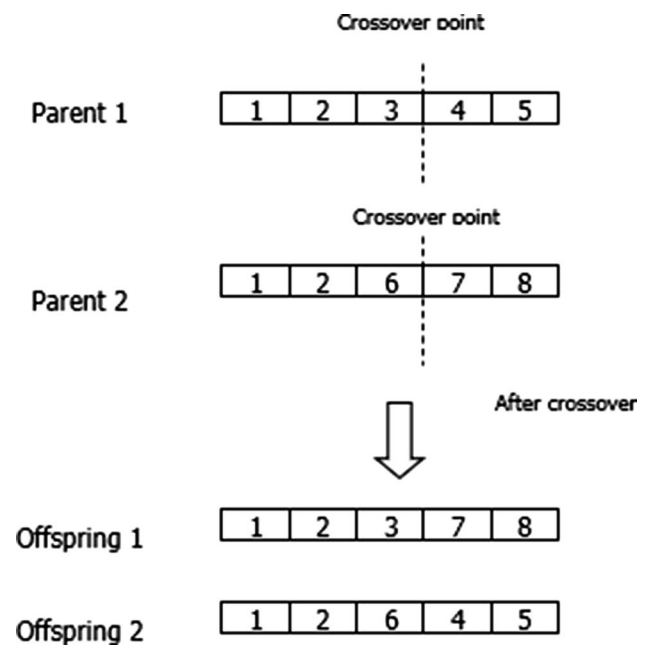 Crossover point
Parent 1 1 2 3 4 5
Crossover point
Parent 2 1 2 6 7 8
After crossover
Offspring 1 1 2 3 7 8
Offspring 2 1 2 6 4 5